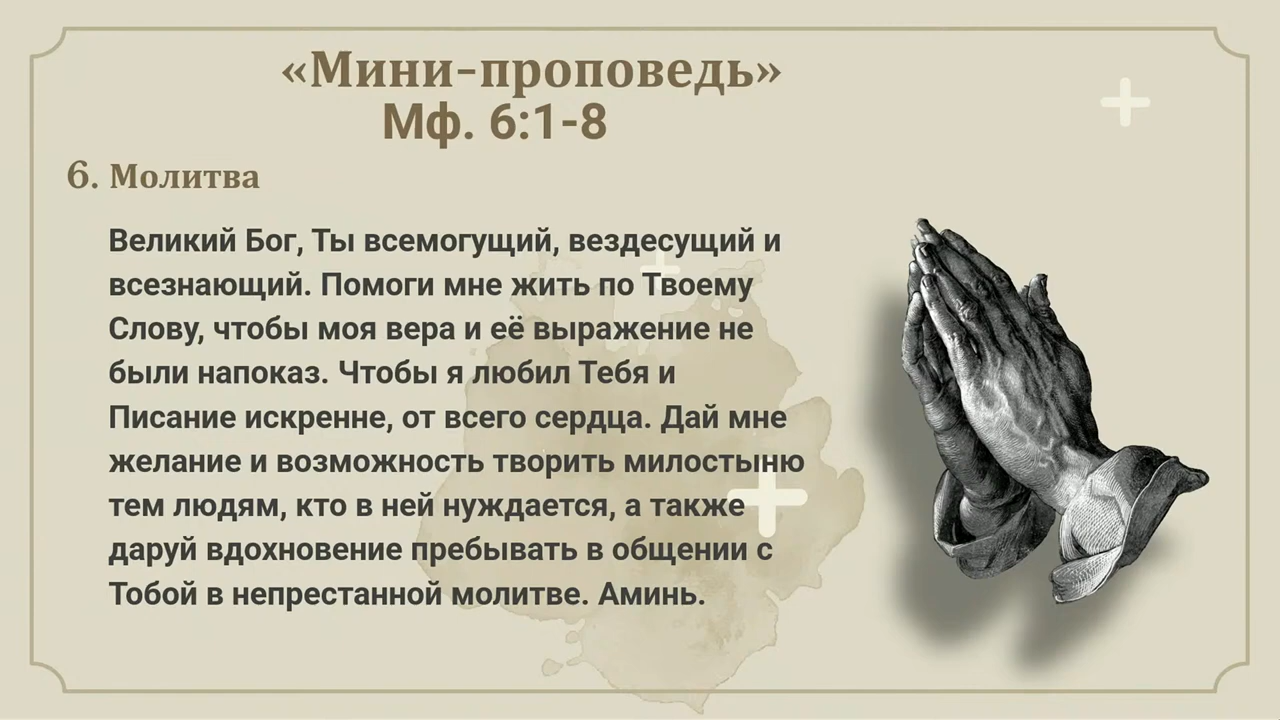 «Мини-проповедь»
Мф. 6:1-8
6. Молитва
Великий Бог, Ты всемогущий, вездесущий и
всезнающий. Помоги мне жить по Твоему
Слову, чтобы моя вера и её выражение не
были напоказ. Чтобы я любил Тебя и
Писание искренне, от всего сердца. Дай мне
желание и возможность творить милостыню
тем людям, кто в ней нуждается, а также
даруй вдохновение пребывать в общении с
Тобой в непрестанной молитве. Аминь.